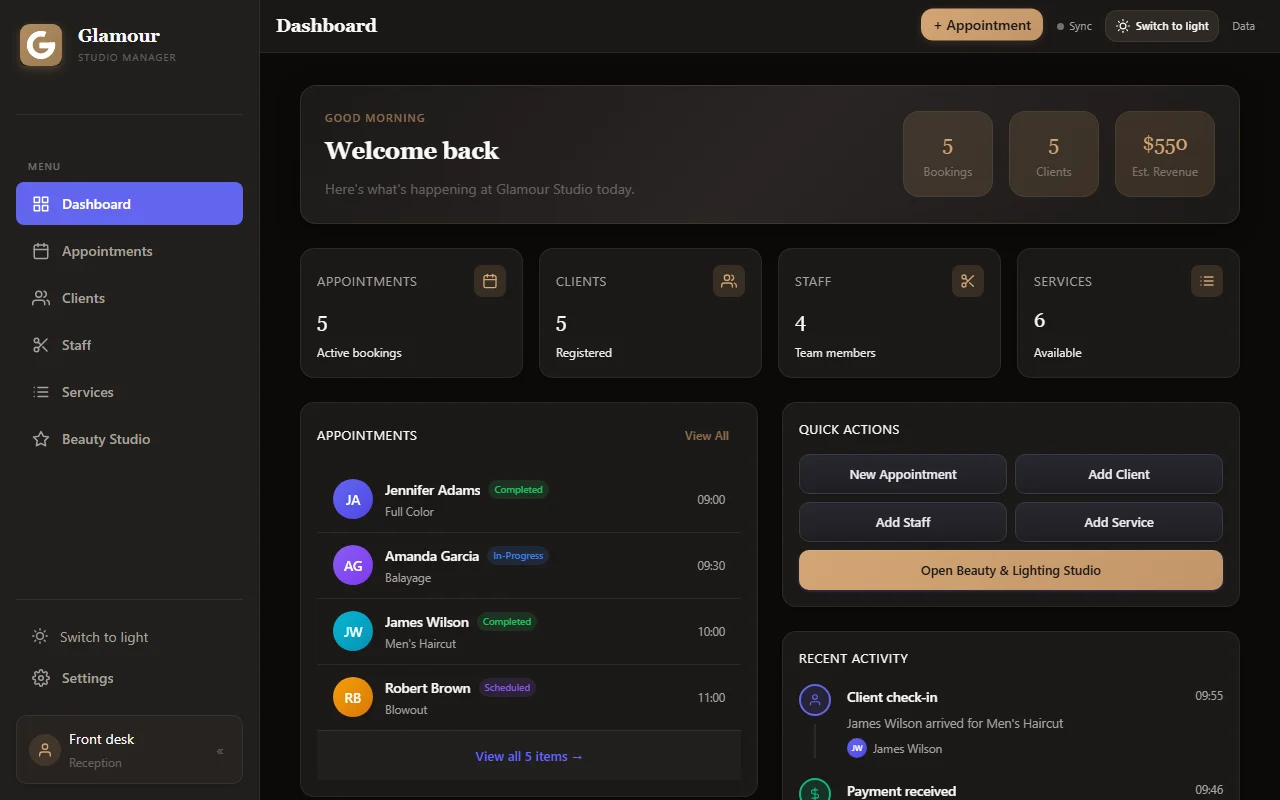 Glamour
STUDIO MANAGER
MENU
Dashboard
Appointments
Clients
Staff
Services
Beauty Studio
Switch to light
Settings
Front desk
Reception
«
Dashboard
+ Appointment
Sync
Switch to light
Data
GOOD MORNING
Welcome back
Here's what's happening at Glamour Studio today.
5
Bookings
5
Clients
$550
Est. Revenue
APPOINTMENTS
5
Active bookings
CLIENTS
5
Registered
STAFF
4
Team members
SERVICES
6
Available
APPOINTMENTS
View All
JA
Jennifer Adams Completed
Full Color
09:00
AG
Amanda Garcia In-Progress
Balayage
09:30
JW
James Wilson Completed
Men's Haircut
10:00
RB
Robert Brown Scheduled
Blowout
11:00
View all 5 items →
QUICK ACTIONS
New Appointment
Add Client
Add Staff
Add Service
Open Beauty & Lighting Studio
RECENT ACTIVITY
Client check-in
09:55
James Wilson arrived for Men's Haircut
JW James Wilson
$
Payment received
09:46